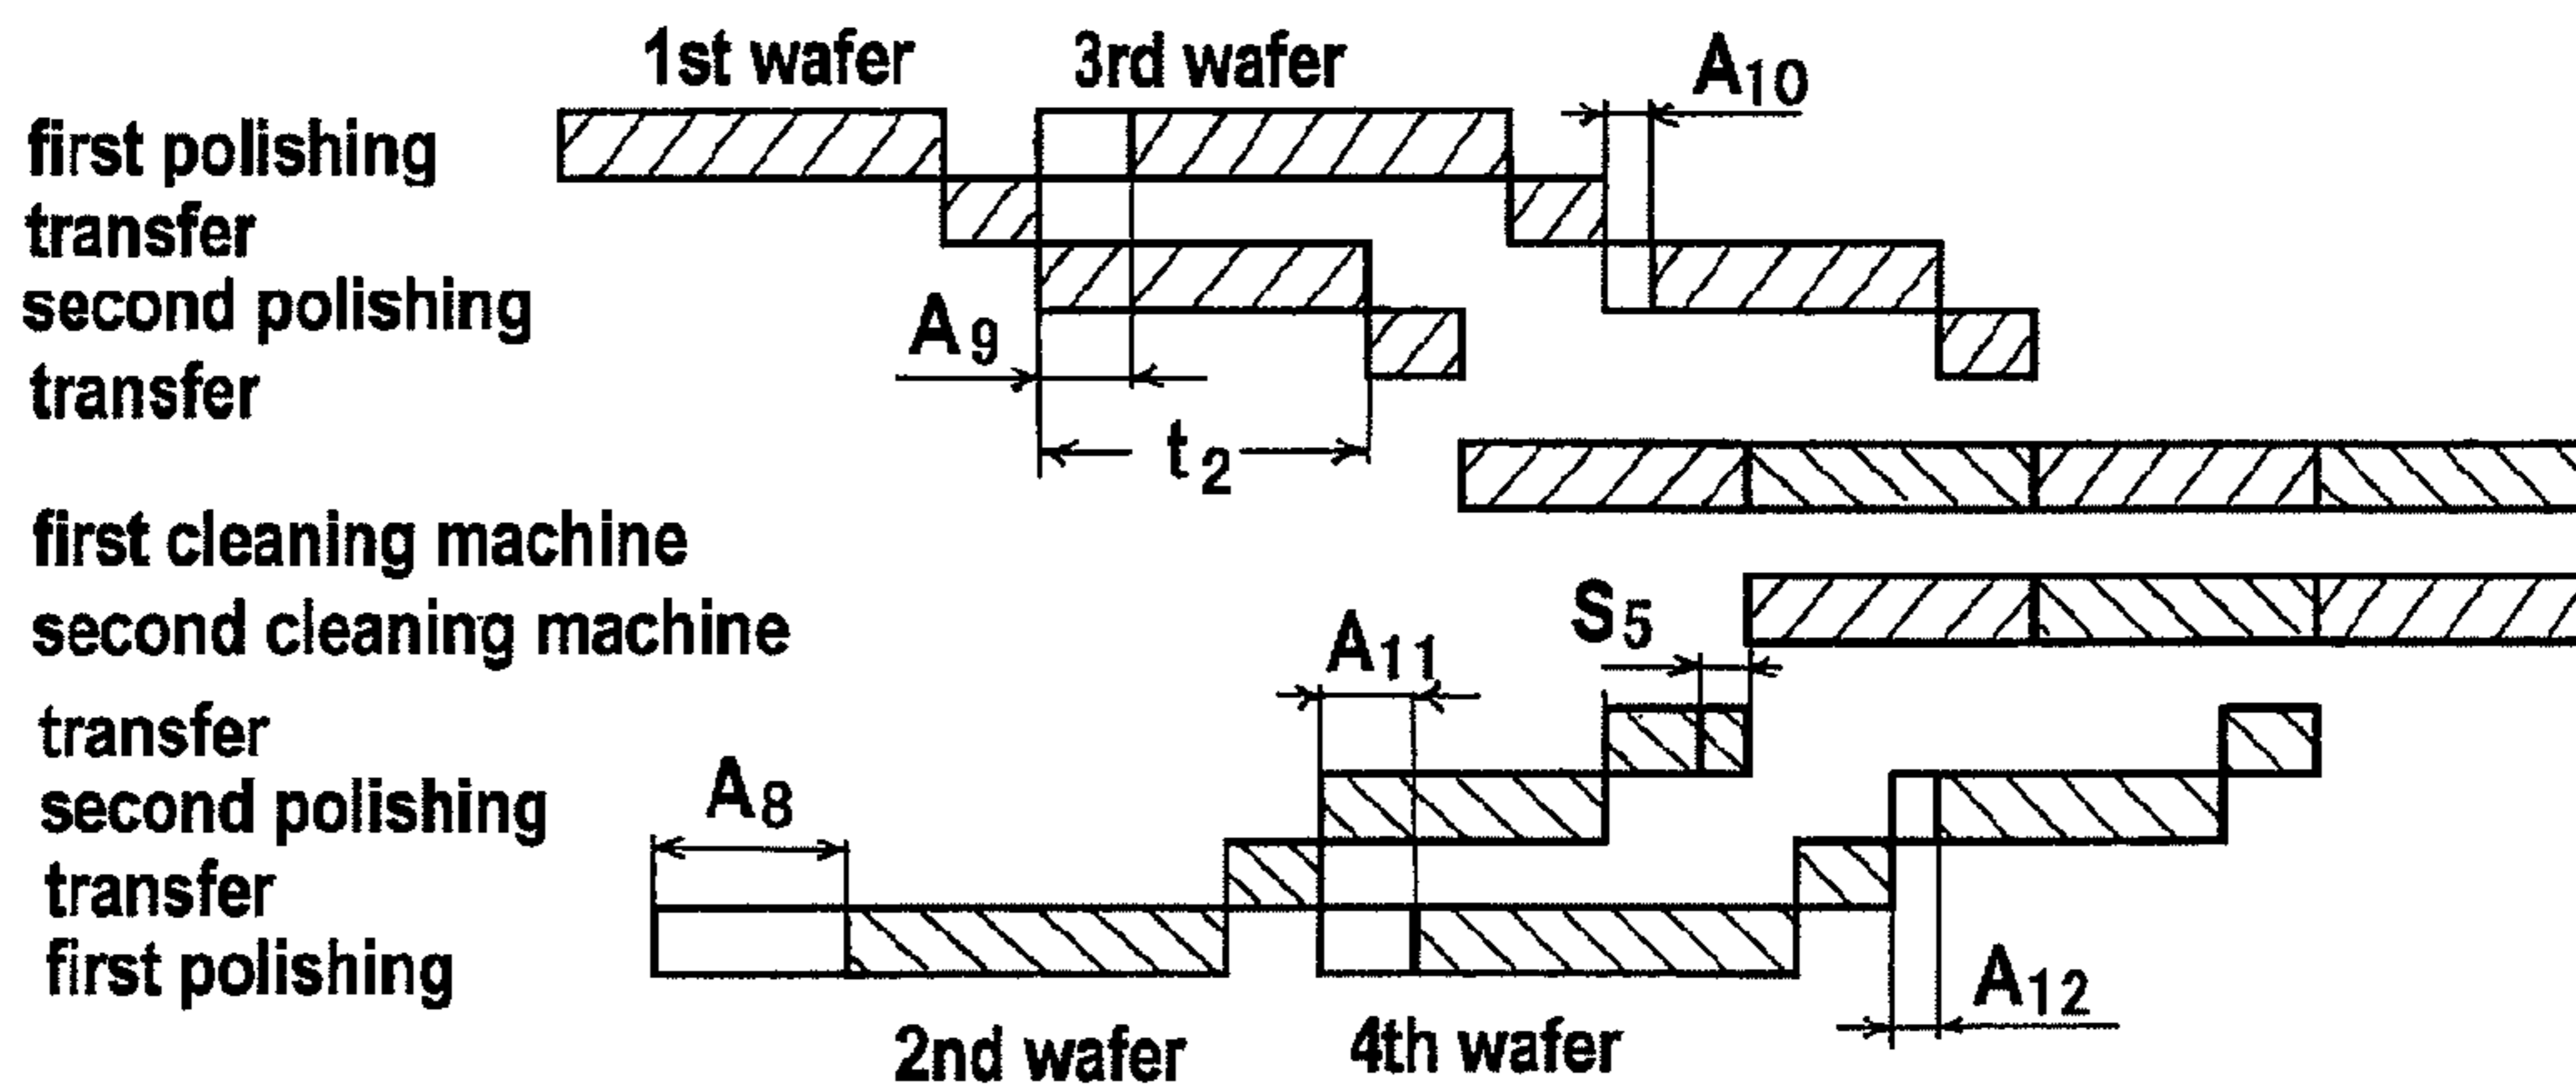 1st wafer 3rd wafer A10
first polishing
transfer
second polishing
A9
transfer
t2
first cleaning machine
second cleaning machine
S5
A11
transfer
A8
second polishing
transfer
first polishing
A12
2nd wafer 4th wafer